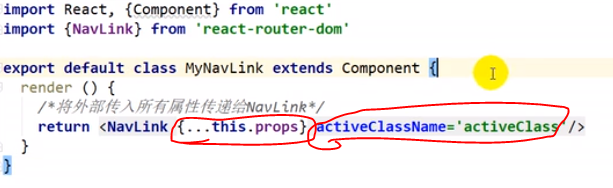 import React, {Component} from 'react'
import {NavLink} from 'react-router-dom'
export default class MyNavLink extends Component {
render () {
/*将外部传入所有属性传递给NavLink*/
return <NavLink {...this.props} activeClassName='activeClass'/>
}
}